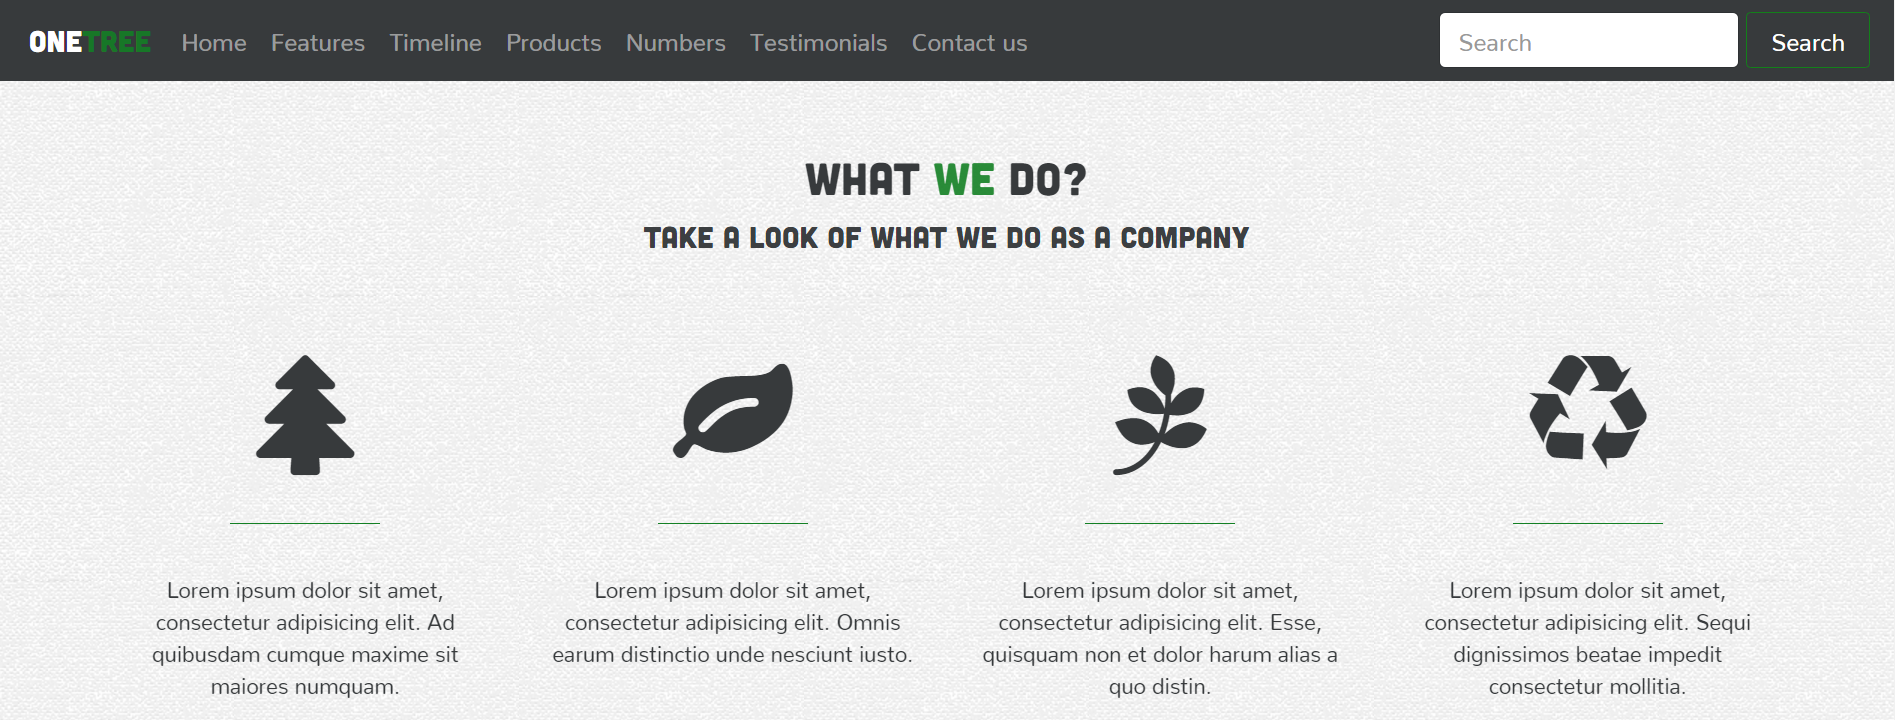 ONETREE Home Features Timeline Products Numbers Testimonials Contact us Search Search
WHAT WE DO?
TAKE A LOOK OF WHAT WE DO AS A COMPANY
Lorem ipsum dolor sit amet,
consectetur adipisicing elit. Ad
quibusdam cumque maxime sit
maiores numquam.
Lorem ipsum dolor sit amet,
consectetur adipisicing elit. Omnis
earum distinctio unde nesciunt iusto.
Lorem ipsum dolor sit amet,
consectetur adipisicing elit. Esse,
quisquam non et dolor harum alias a
quo distin.
Lorem ipsum dolor sit amet,
consectetur adipisicing elit. Sequi
dignissimos beatae impedit
consectetur mollitia.